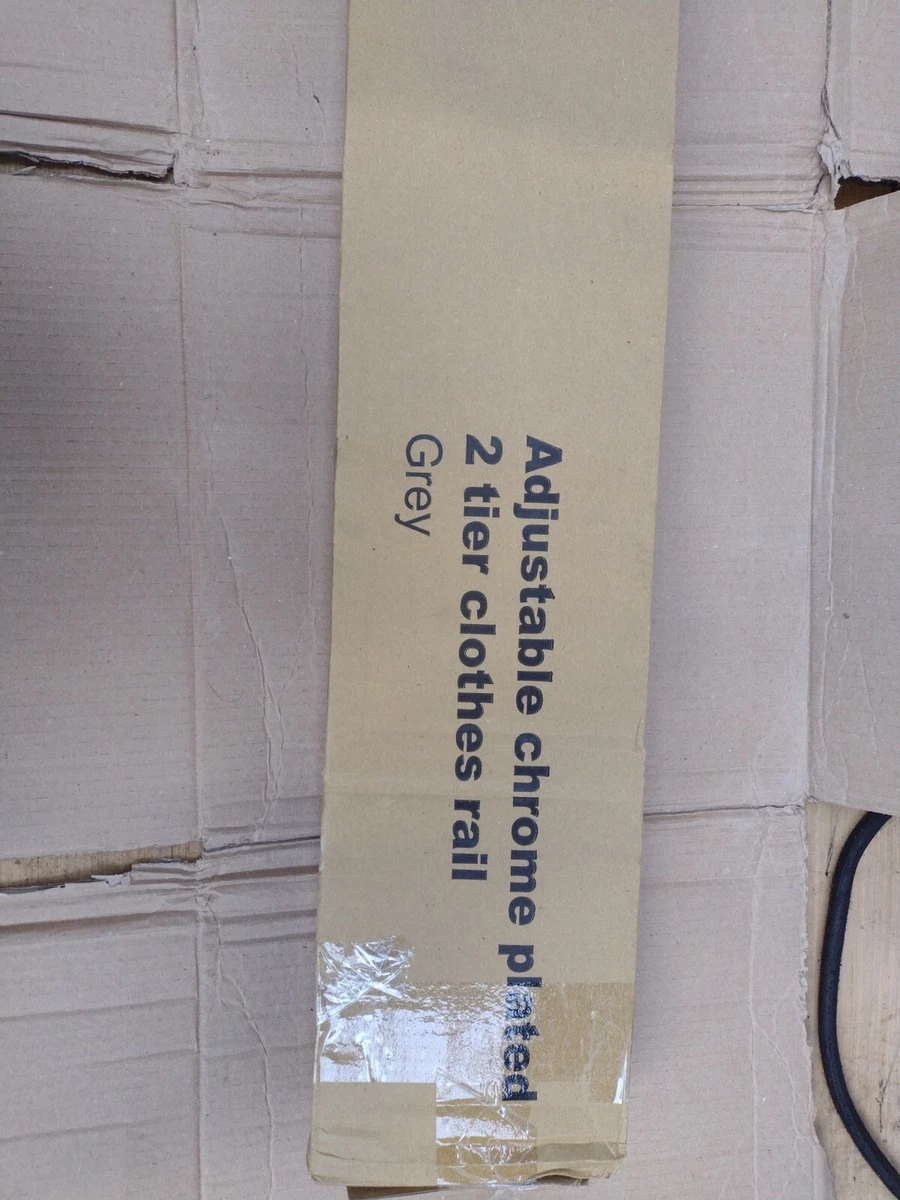 Adjustable chrome plated
2 tier clothes rail
Grey